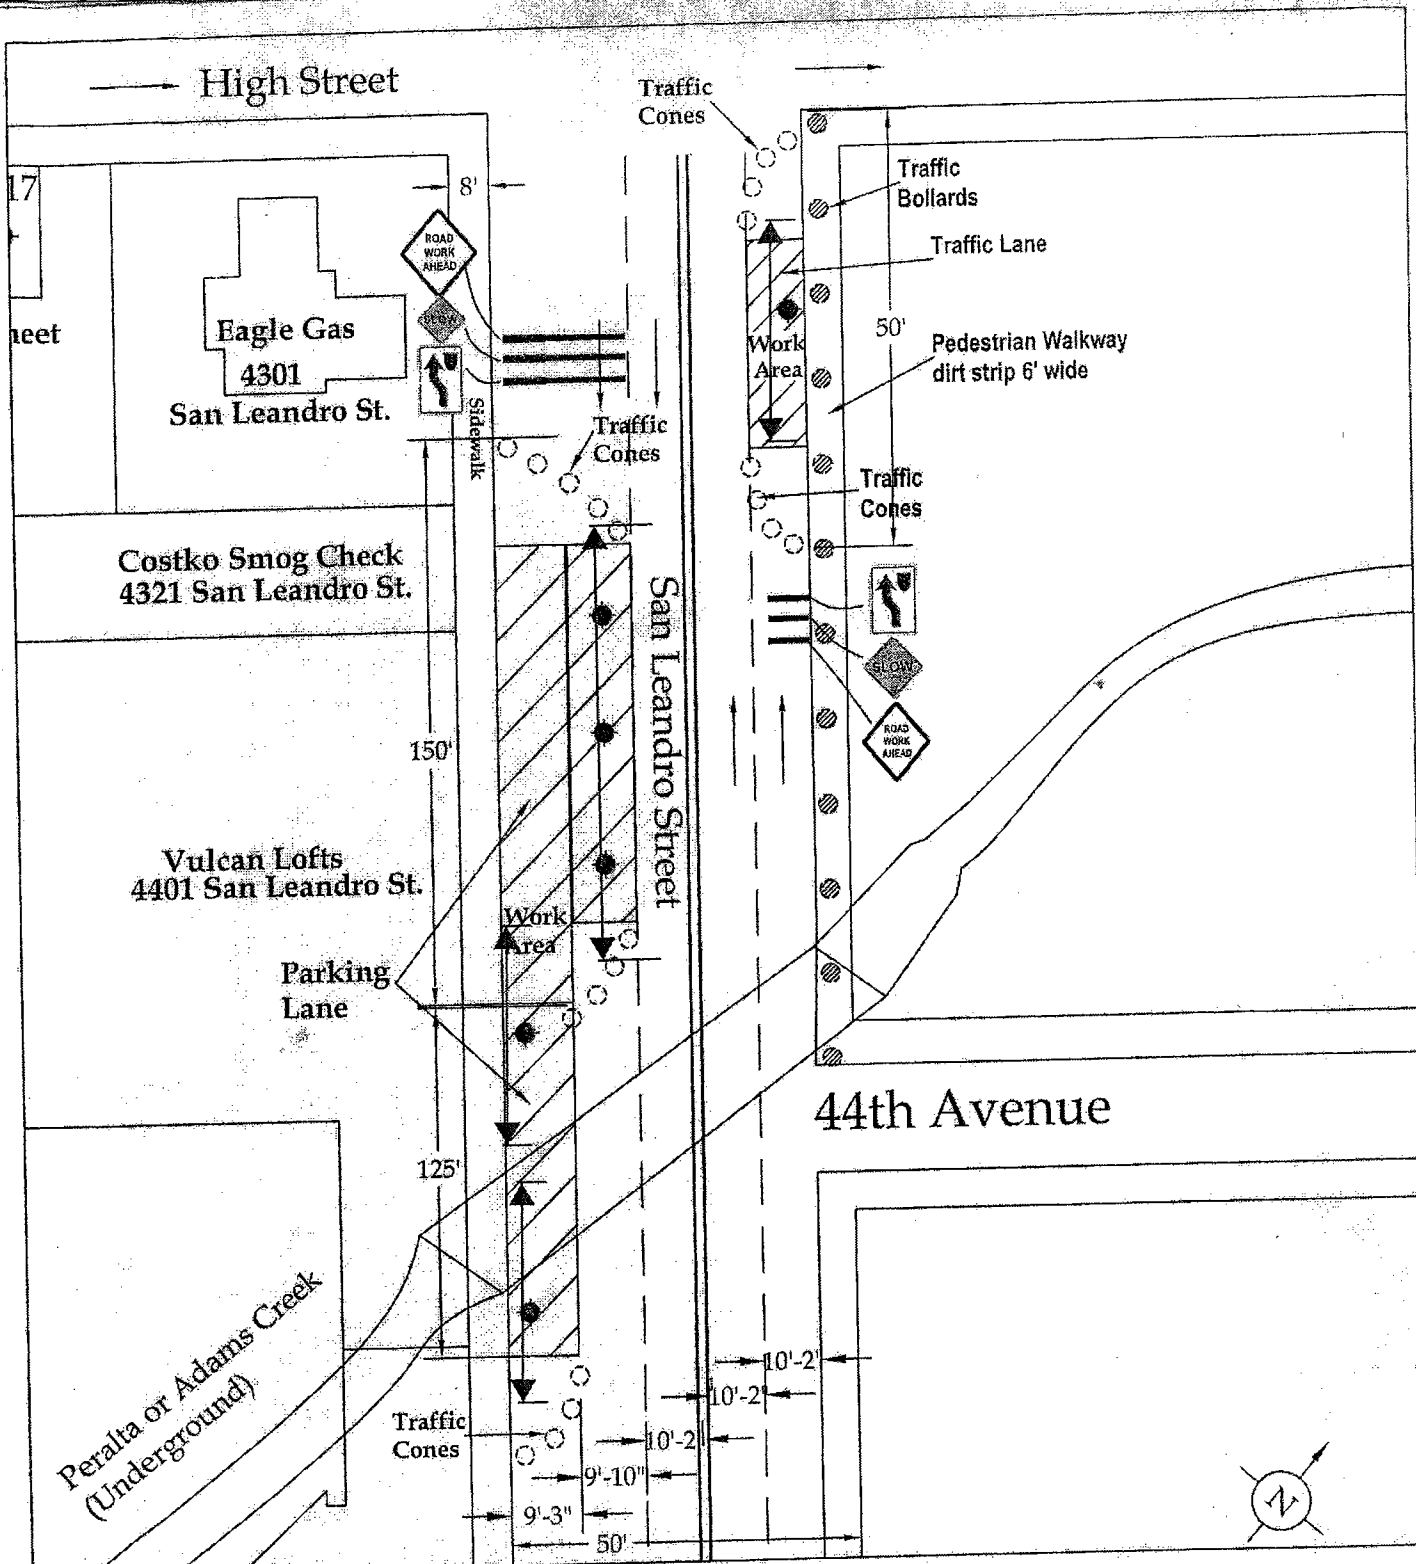 High Street
Traffic
Cones
17
8'
Traffic
Bollards
ROAD
WORK
AHEAD
Traffic Lane
SLOW
Eagle Gas
4301
San Leandro St.
50'
Work
Area
Pedestrian Walkway
dirt strip 6' wide
Sidewalk
Traffic
Cones
Traffic
Cones
Costko Smog Check
4321 San Leandro St.
San Leandro Street
SLOW
ROAD
WORK
AHEAD
150'
Vulcan Lofts
4401 San Leandro St.
Work
Area
Parking
Lane
44th Avenue
125'
Peralta or Adams Creek
(Underground)
10'-2"
10'-2"
Traffic
Cones
10'-2
9'-10"
9'-3"
50'
N